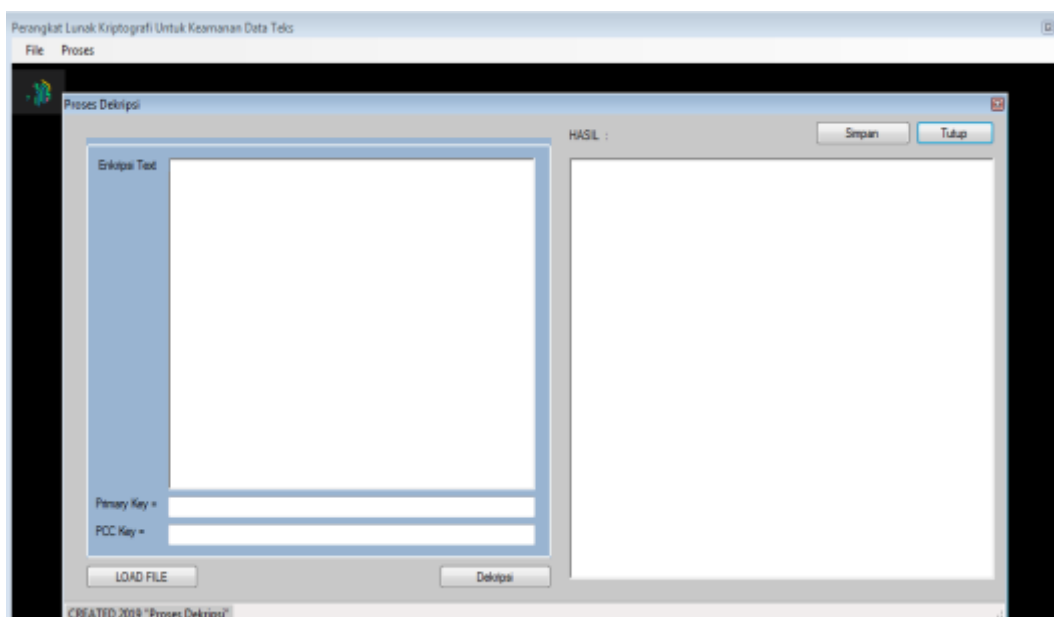 Perangkat Lunak Kriptografi Untuk Keamanan Data Teks
File Proses
Proses Dekripsi
HASIL :
Simpan
Tutup
Enkripsi Text
Primary Key =
PCC Key =
LOAD FILE
Dekripsi
CREATED 2019 "Proses Dekripsi"